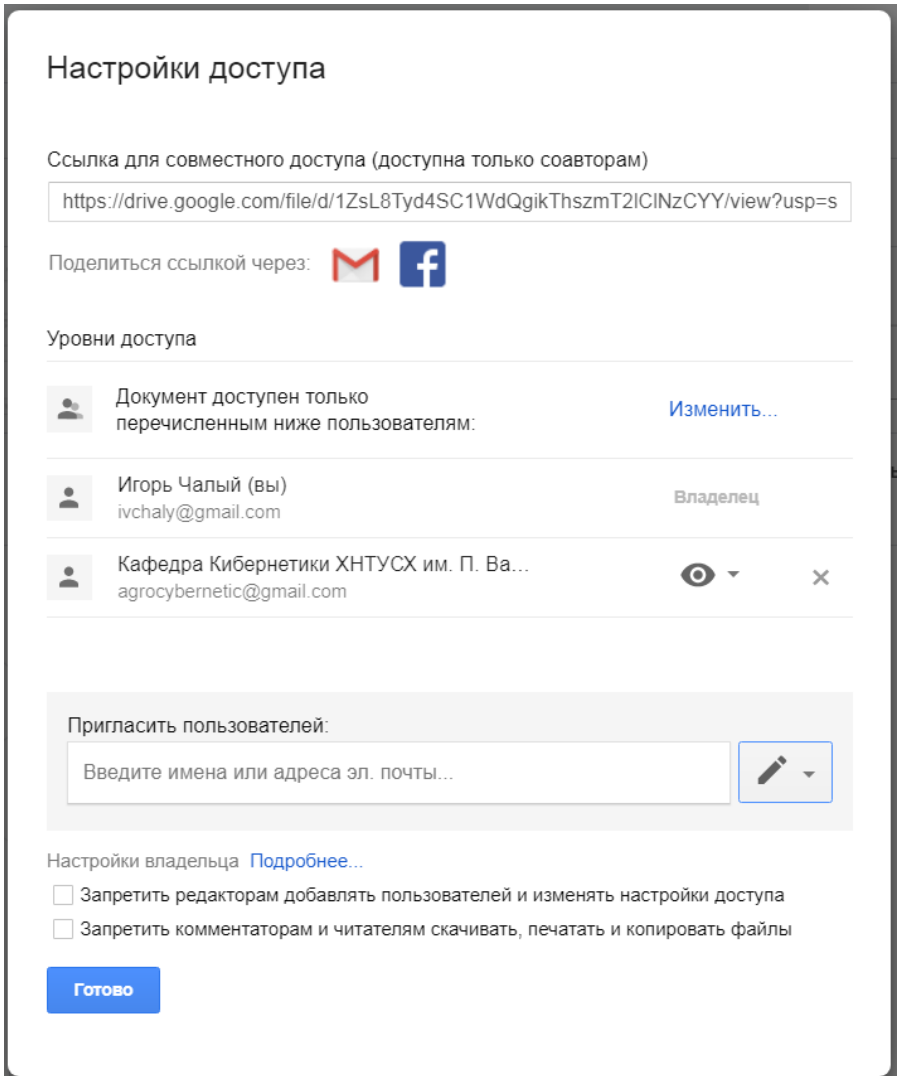 Настройки доступа
Ссылка для совместного доступа (доступна только соавторам)
https://drive.google.com/file/d/1ZsL8Tyd4SC1WdQgikThszmT2lClNzCYY/view?usp=s
Поделиться ссылкой через:
Уровни доступа
Документ доступен только
перечисленным ниже пользователям:
Изменить...
Игорь Чалый (вы)
ivchaly@gmail.com
Владелец
Кафедра Кибернетики ХНТУСХ им. П. Ва...
agrocybernetic@gmail.com
Пригласить пользователей:
Введите имена или адреса эл. почты...
Настройки владельца Подробнее...
Запретить редакторам добавлять пользователей и изменять настройки доступа
Запретить комментаторам и читателям скачивать, печатать и копировать файлы
Готово